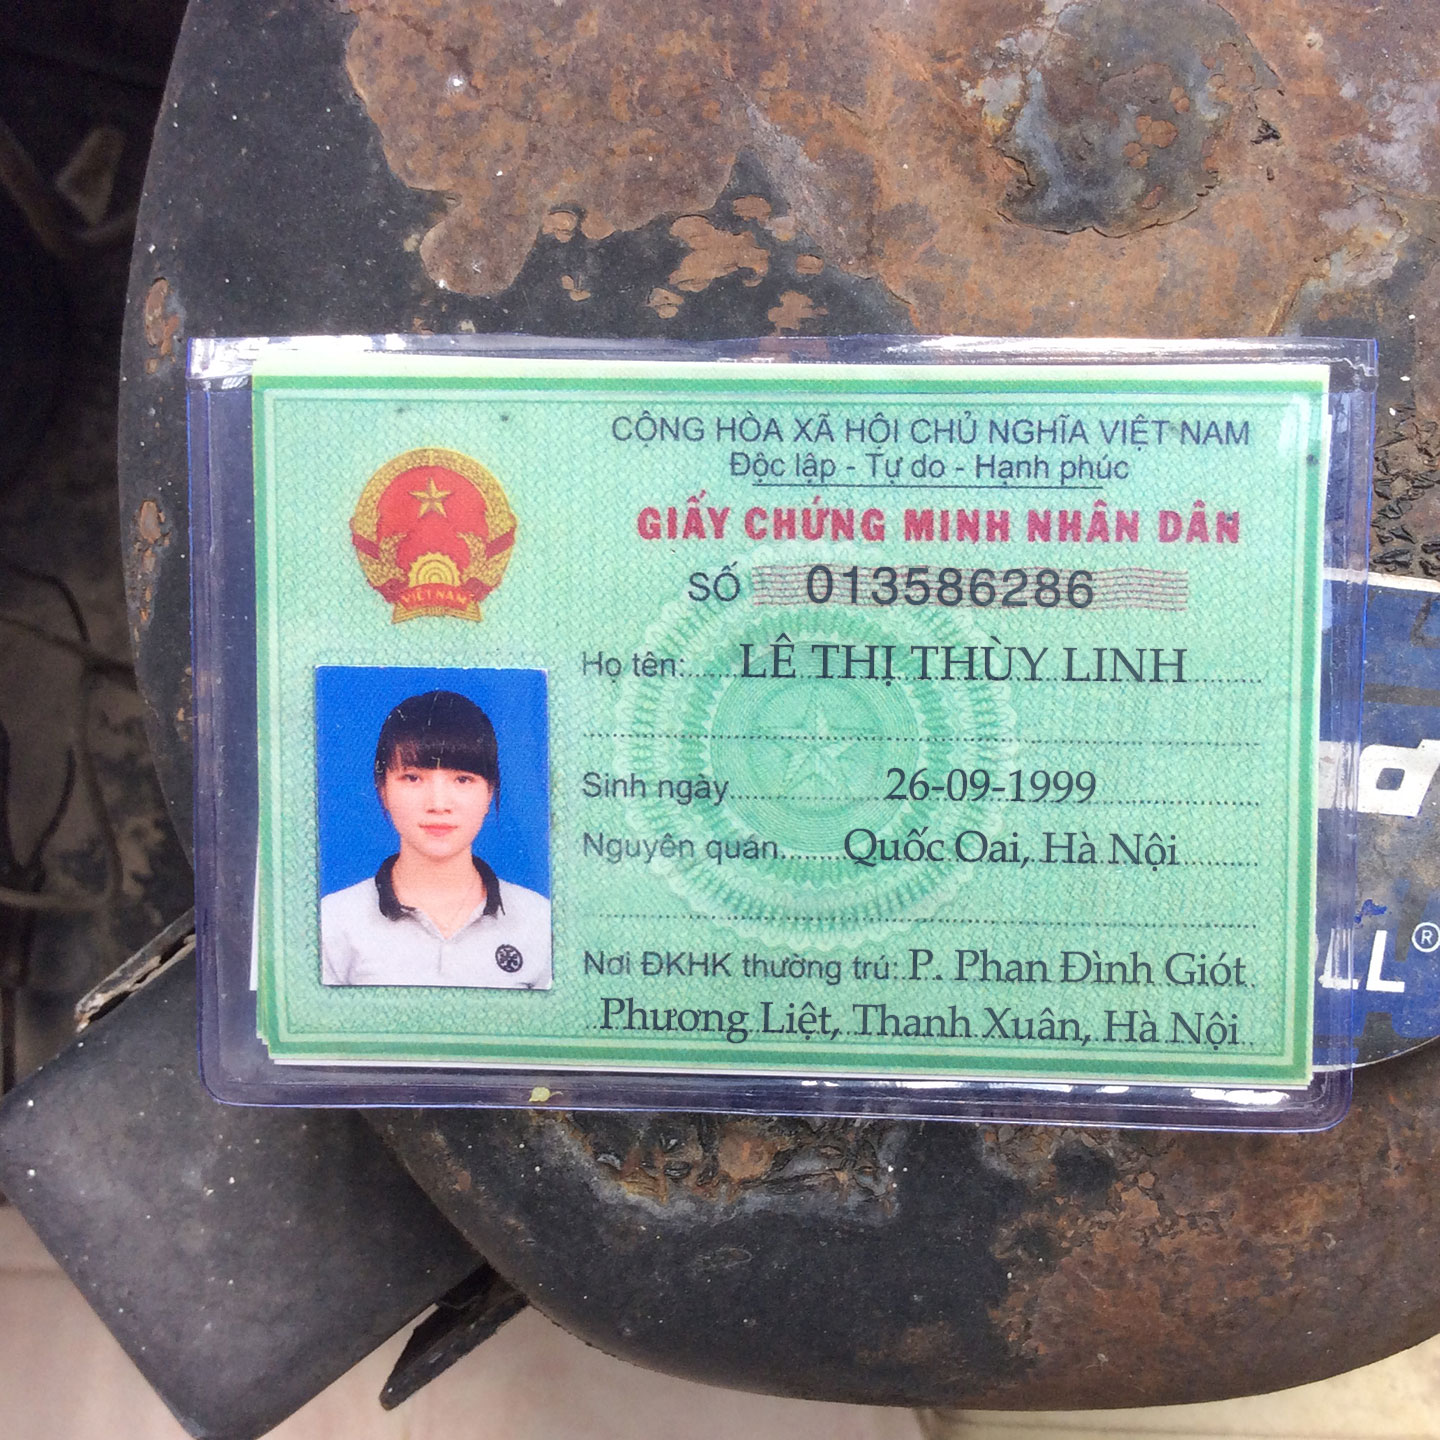 CỘNG HÒA XÃ HỘI CHỦ NGHĨA VIỆT NAM
Độc lập - Tự do - Hạnh phúc
GIẤY CHỨNG MINH NHÂN DÂN
SỐ 013586286
VIỆT NAM
Họ tên: LÊ THỊ THÙY LINH
Sinh ngày 26-09-1999
Nguyên quán Quốc Oai, Hà Nội
Nơi ĐKHK thường trú: P. Phan Đình Giót
Phương Liệt, Thanh Xuân, Hà Nội